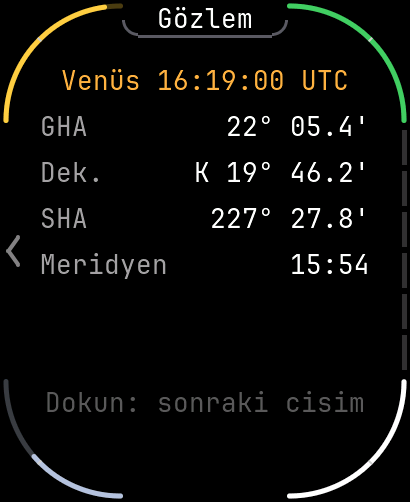 Gözlem
Venüs 16:19:00 UTC
GHA 22° 05.4'
Dek. K 19° 46.2'
SHA 227° 27.8'
Meridyen 15:54
Dokun: sonraki cisim